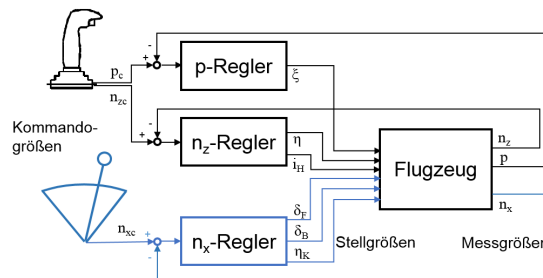 -
+
p-Regler
p_c
ξ
n_zc
-
Kommando-
größen
+
n_z-Regler
η
i_H
Flugzeug
n_z
p
n_x
n_xc
+
-
n_x-Regler
δ_F
δ_B
η_K
Stellgrößen
Messgrößen